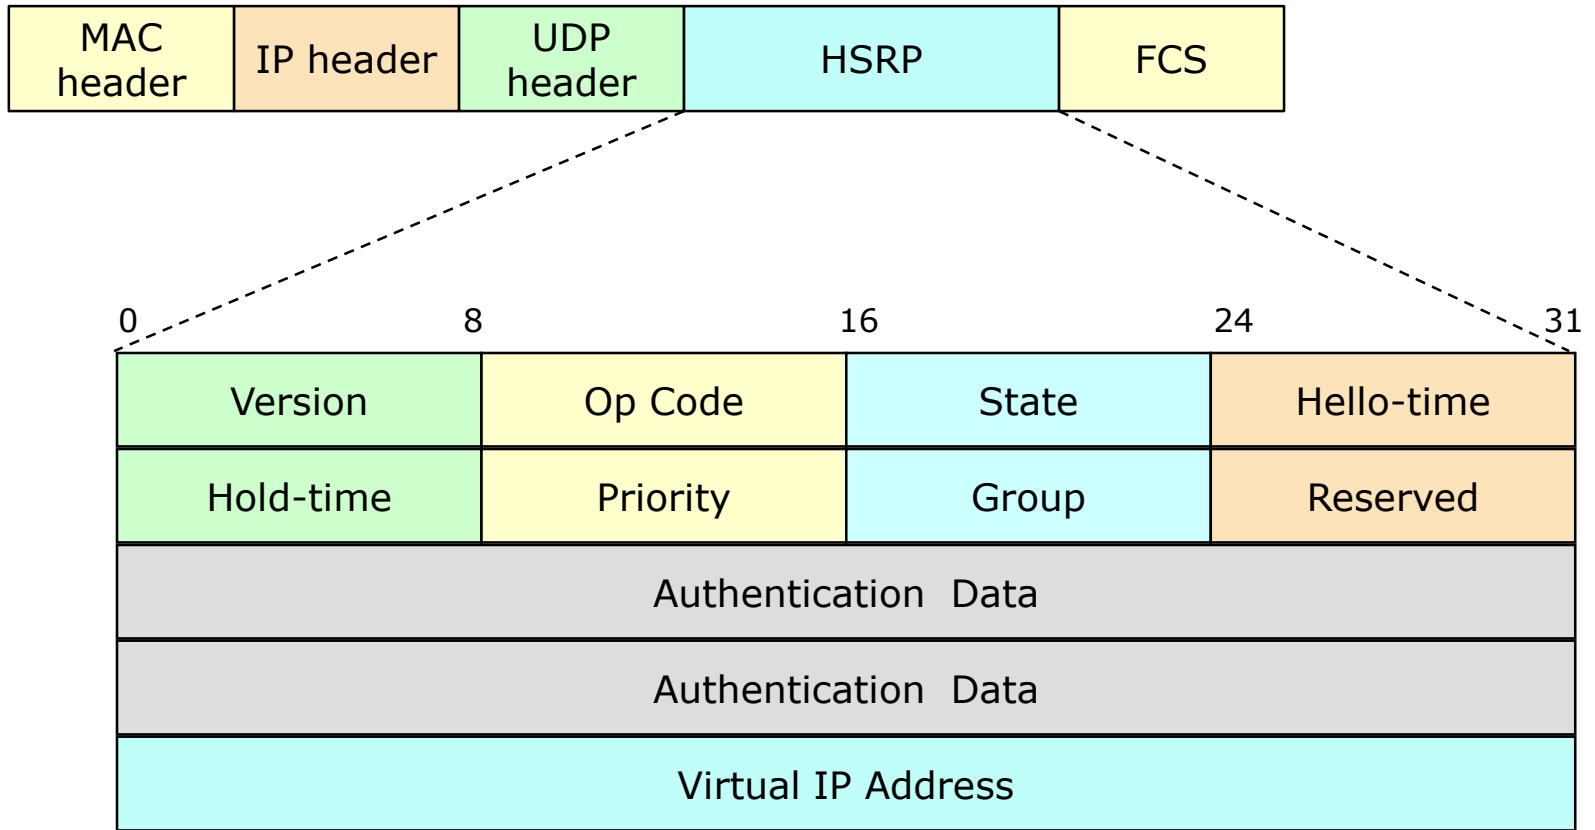 MAC
header
IP header
UDP
header
HSRP
FCS
0 8 16 24 31
Version Op Code State Hello-time
Hold-time Priority Group Reserved
Authentication Data
Authentication Data
Virtual IP Address